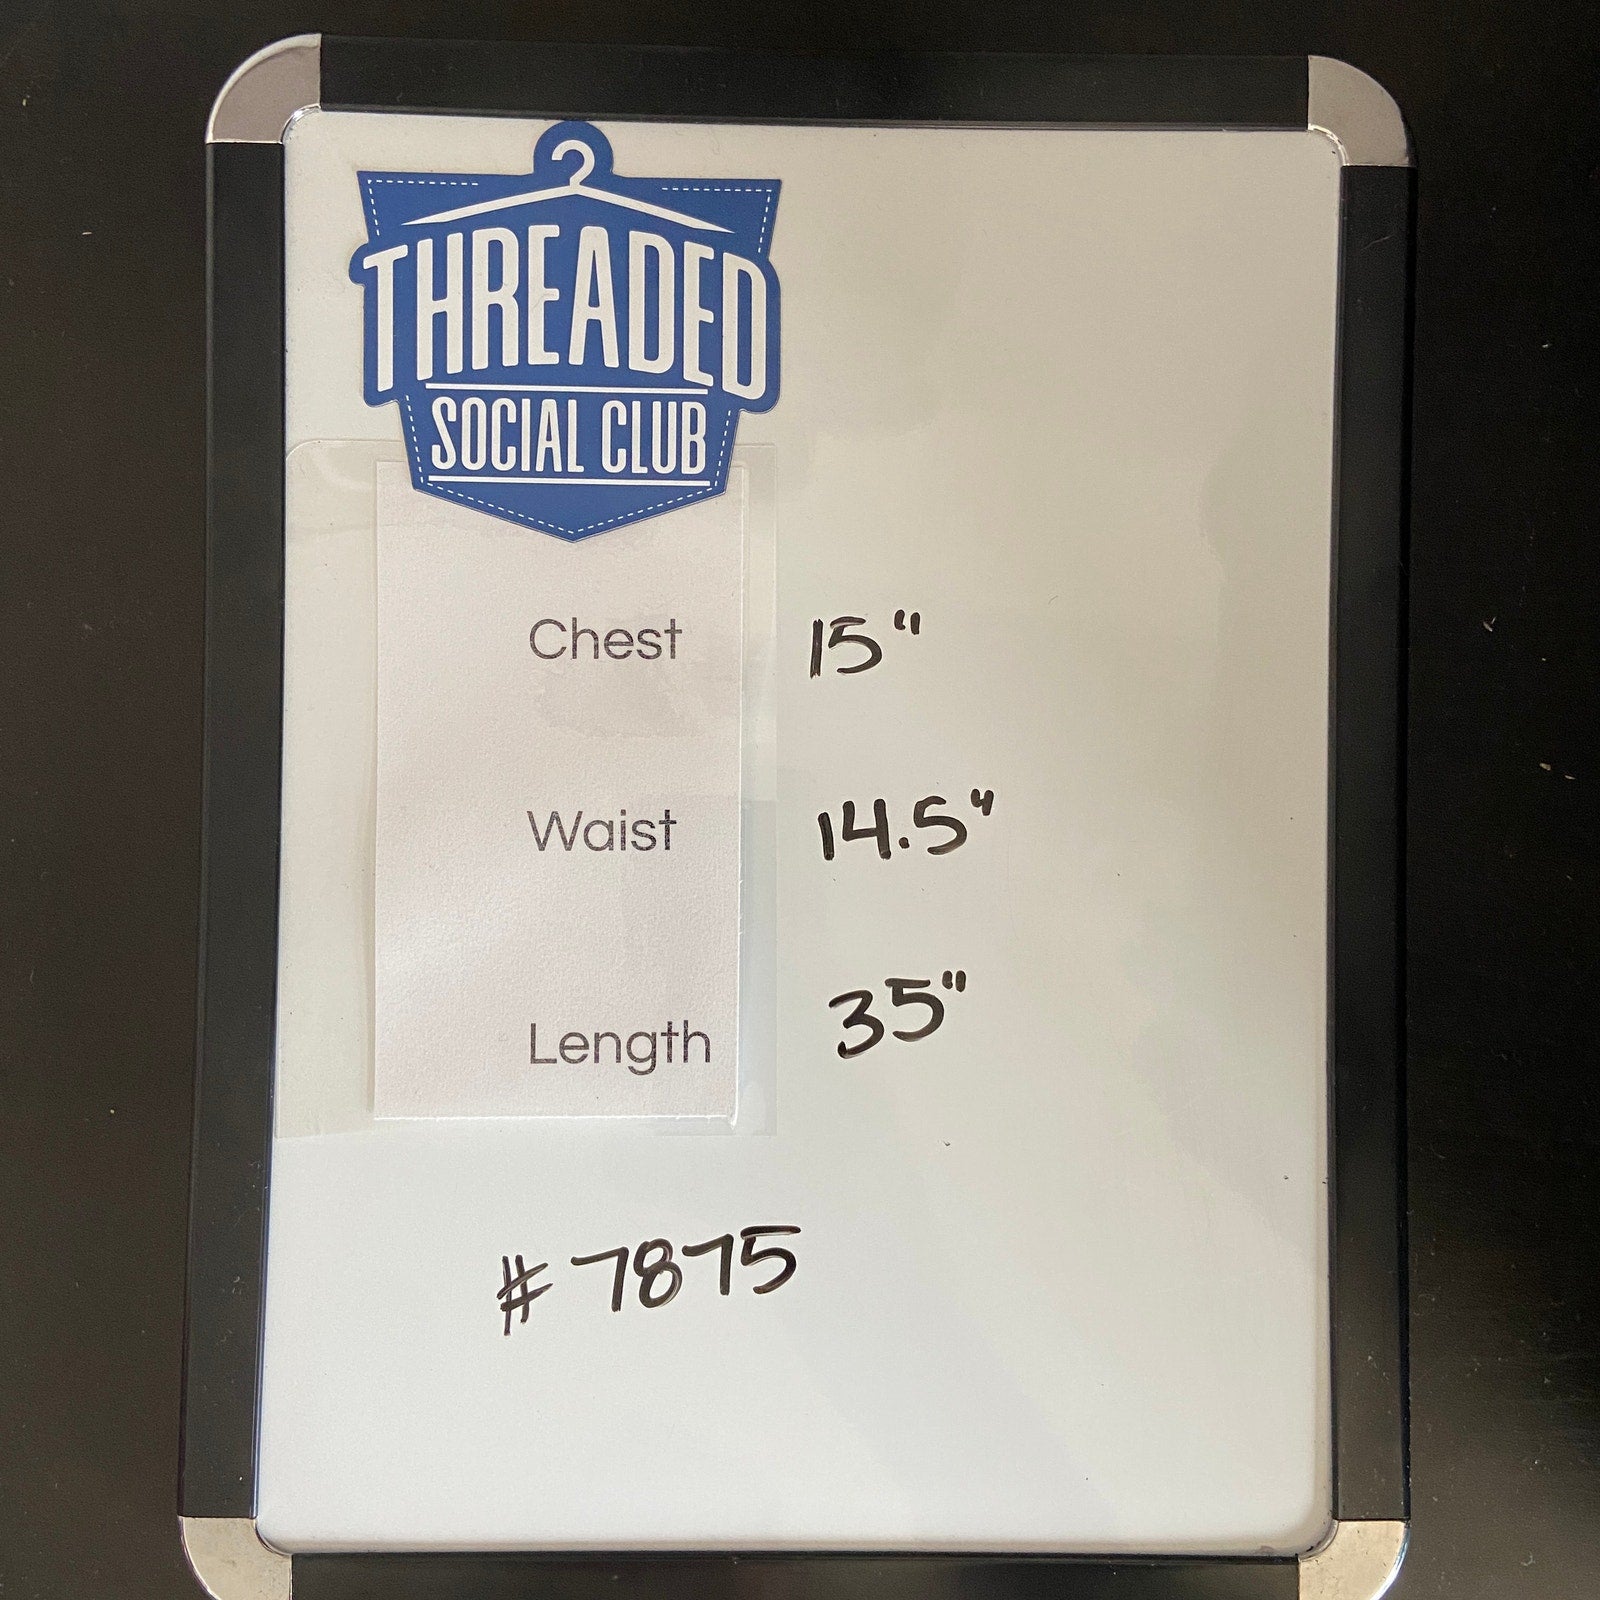 THREADED
SOCIAL CLUB
Chest 15"
Waist 14.5"
Length 35"
#7875